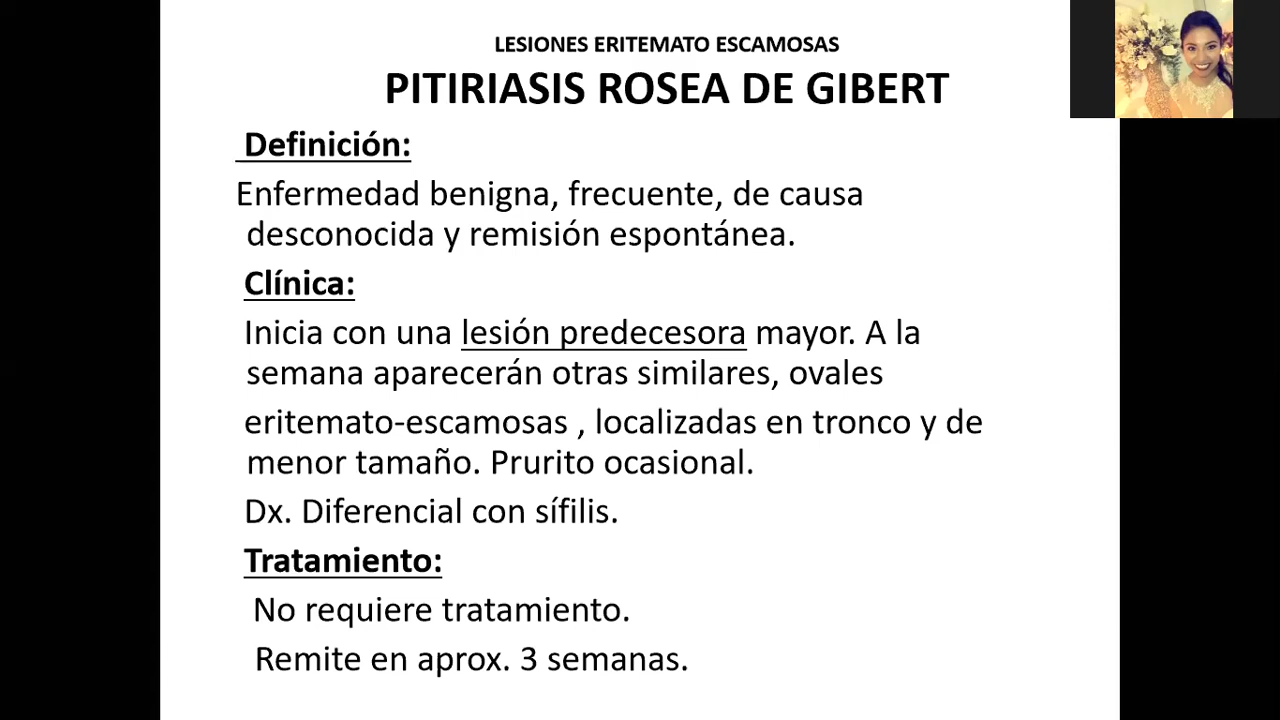 LESIONES ERITEMATO ESCAMOSAS
PITIRIASIS ROSEA DE GIBERT
Definición:
Enfermedad benigna, frecuente, de causa
desconocida y remisión espontánea.
Clínica:
Inicia con una lesión predecesora mayor. A la
semana aparecerán otras similares, ovales
eritemato-escamosas , localizadas en tronco y de
menor tamaño. Prurito ocasional.
Dx. Diferencial con sífilis.
Tratamiento:
No requiere tratamiento.
Remite en aprox. 3 semanas.